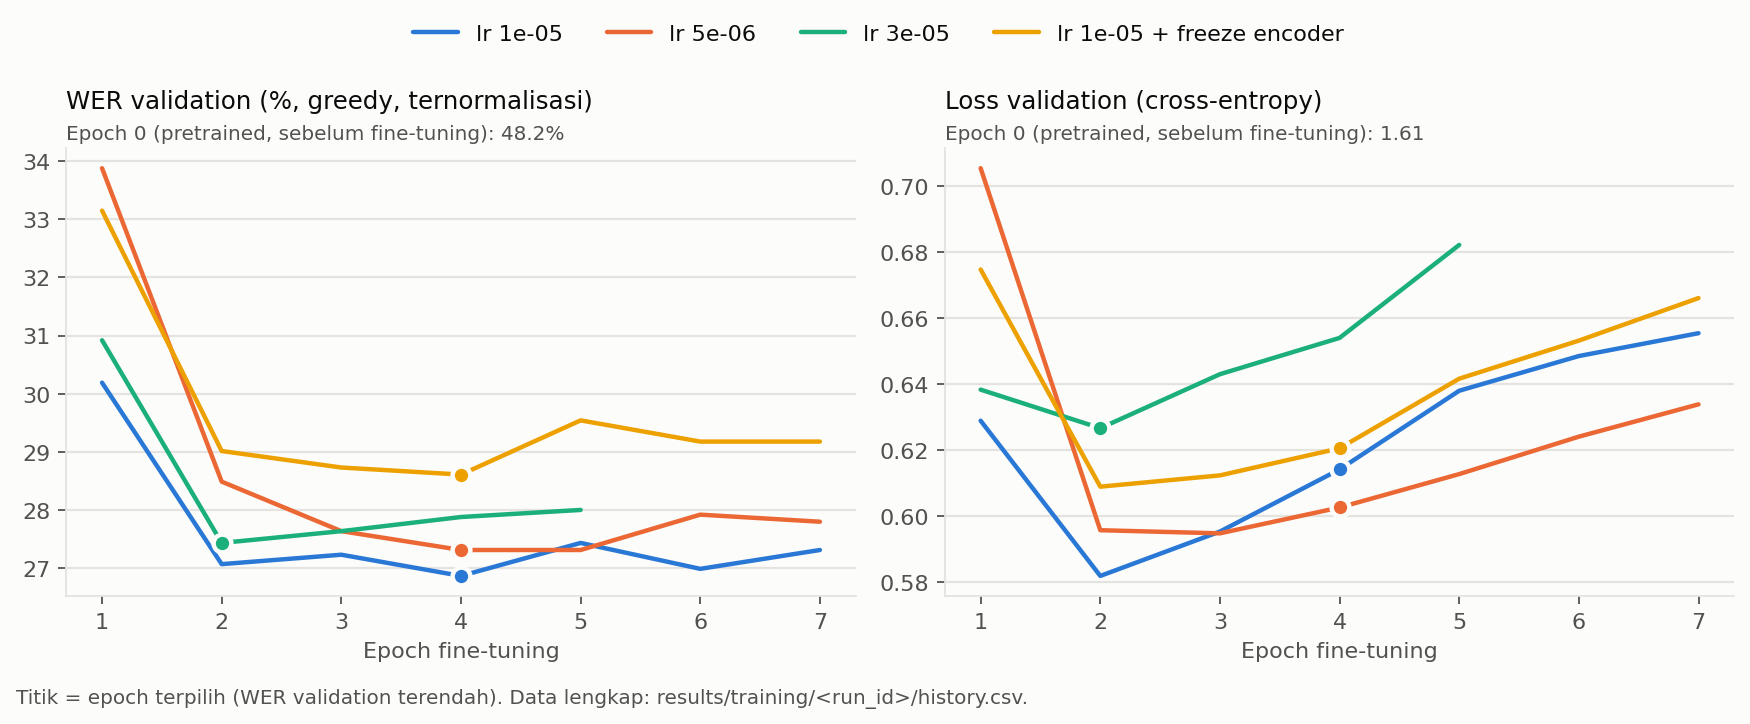 lr 1e-05 lr 5e-06 lr 3e-05 lr 1e-05 + freeze encoder
WER validation (%, greedy, ternormalisasi)
Epoch 0 (pretrained, sebelum fine-tuning): 48.2%
34
33
32
31
30
29
28
27
1 2 3 4 5 6 7
Epoch fine-tuning
Loss validation (cross-entropy)
Epoch 0 (pretrained, sebelum fine-tuning): 1.61
0.70
0.68
0.66
0.64
0.62
0.60
0.58
1 2 3 4 5 6 7
Epoch fine-tuning
Titik = epoch terpilih (WER validation terendah). Data lengkap: results/training/<run_id>/history.csv.